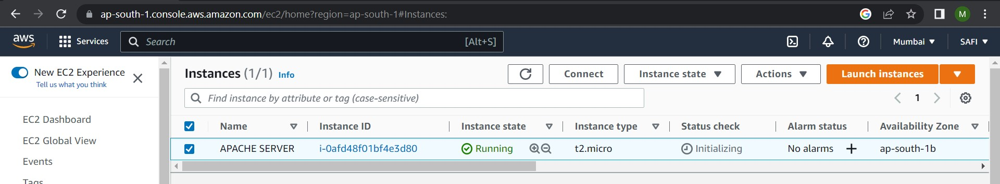 ap-south-1.console.aws.amazon.com/ec2/home?region=ap-south-1#Instances:
M
aws
Services
Search
[Alt+S]
Mumbai
SAFI
New EC2 Experience
Tell us what you think
Instances (1/1) Info
Connect
Instance state
Actions
Launch instances
Find instance by attribute or tag (case-sensitive)
1
EC2 Dashboard
EC2 Global View
Events
Tags
Name Instance ID Instance state Instance type Status check Alarm status Availability Zone
APACHE SERVER i-0afd48f01bf4e3d80 Running t2.micro Initializing No alarms + ap-south-1b